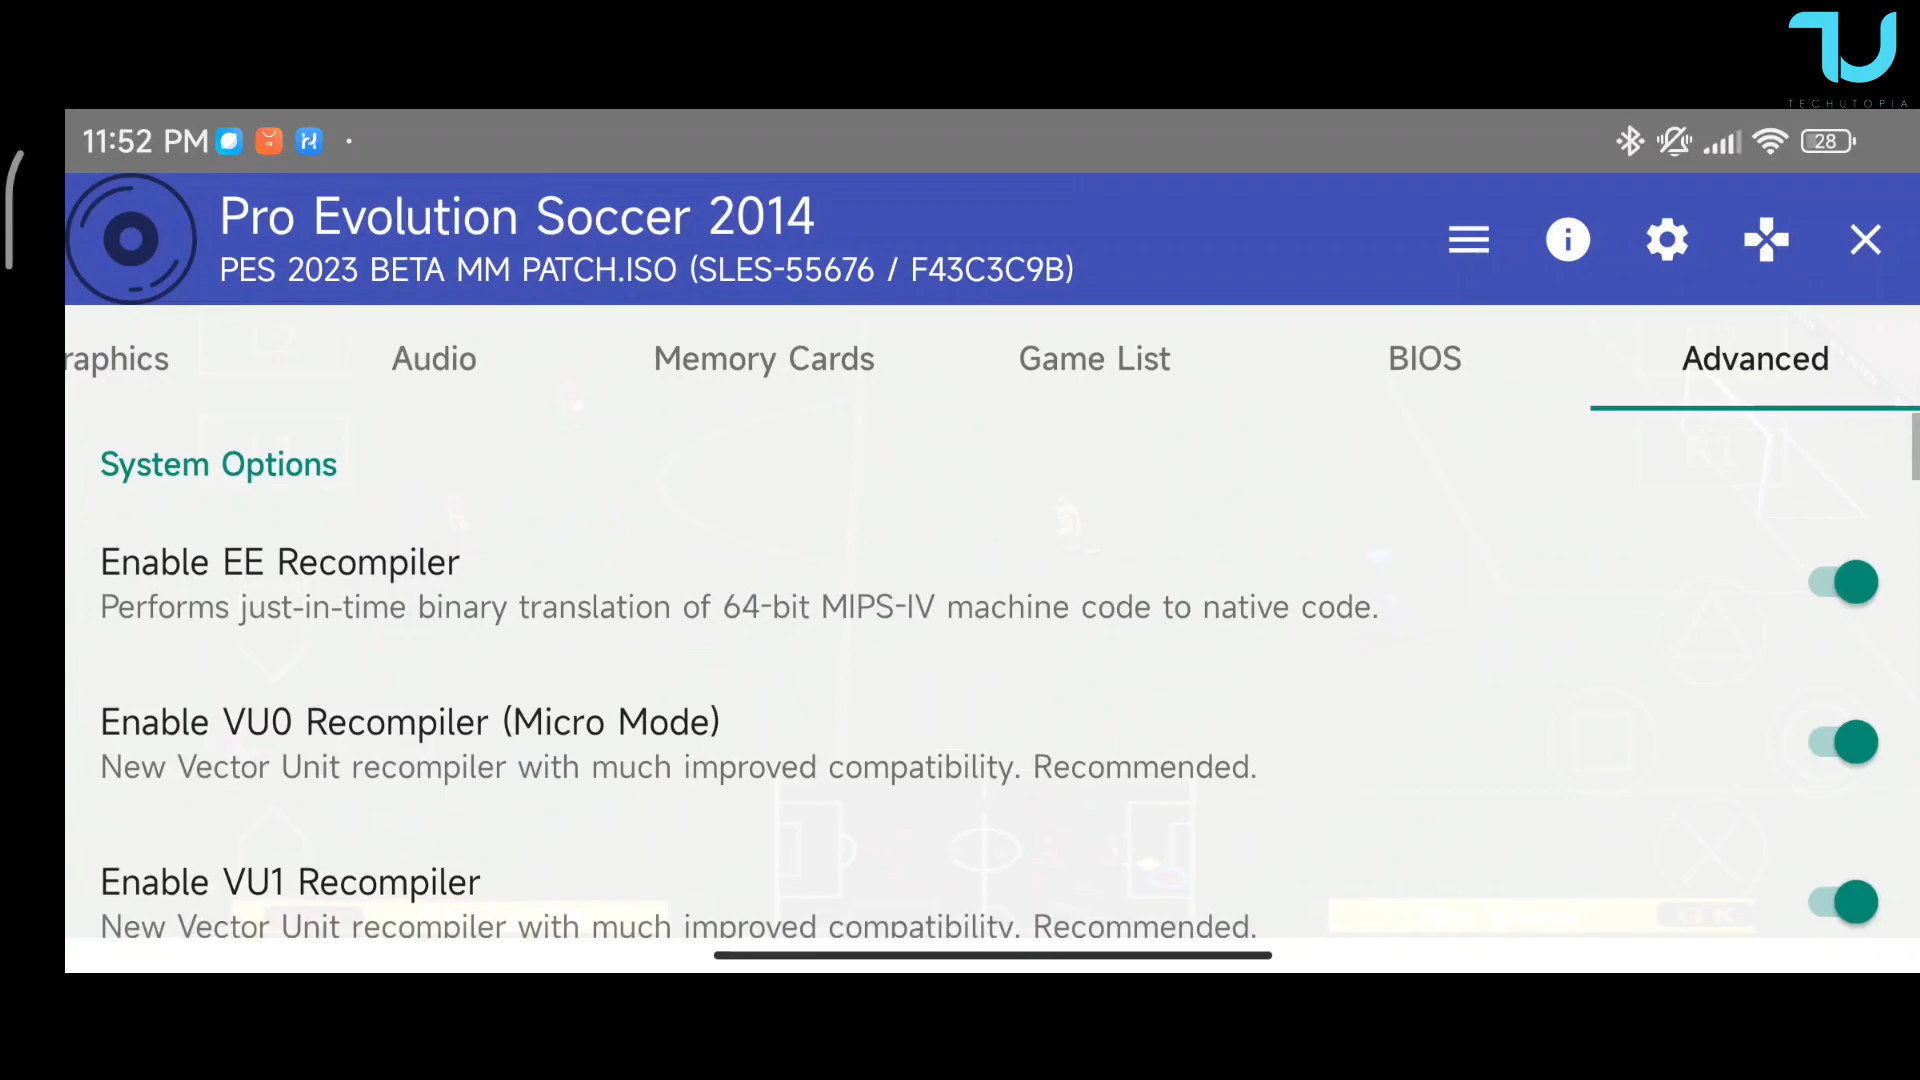 TECHUTOPIA
11:52 PM
28
Pro Evolution Soccer 2014
PES 2023 BETA MM PATCH.ISO (SLES-55676 / F43C3C9B)
raphics Audio Memory Cards Game List BIOS Advanced
System Options
Enable EE Recompiler
Performs just-in-time binary translation of 64-bit MIPS-IV machine code to native code.
Enable VU0 Recompiler (Micro Mode)
New Vector Unit recompiler with much improved compatibility. Recommended.
Enable VU1 Recompiler
New Vector Unit recompiler with much improved compatibility. Recommended.